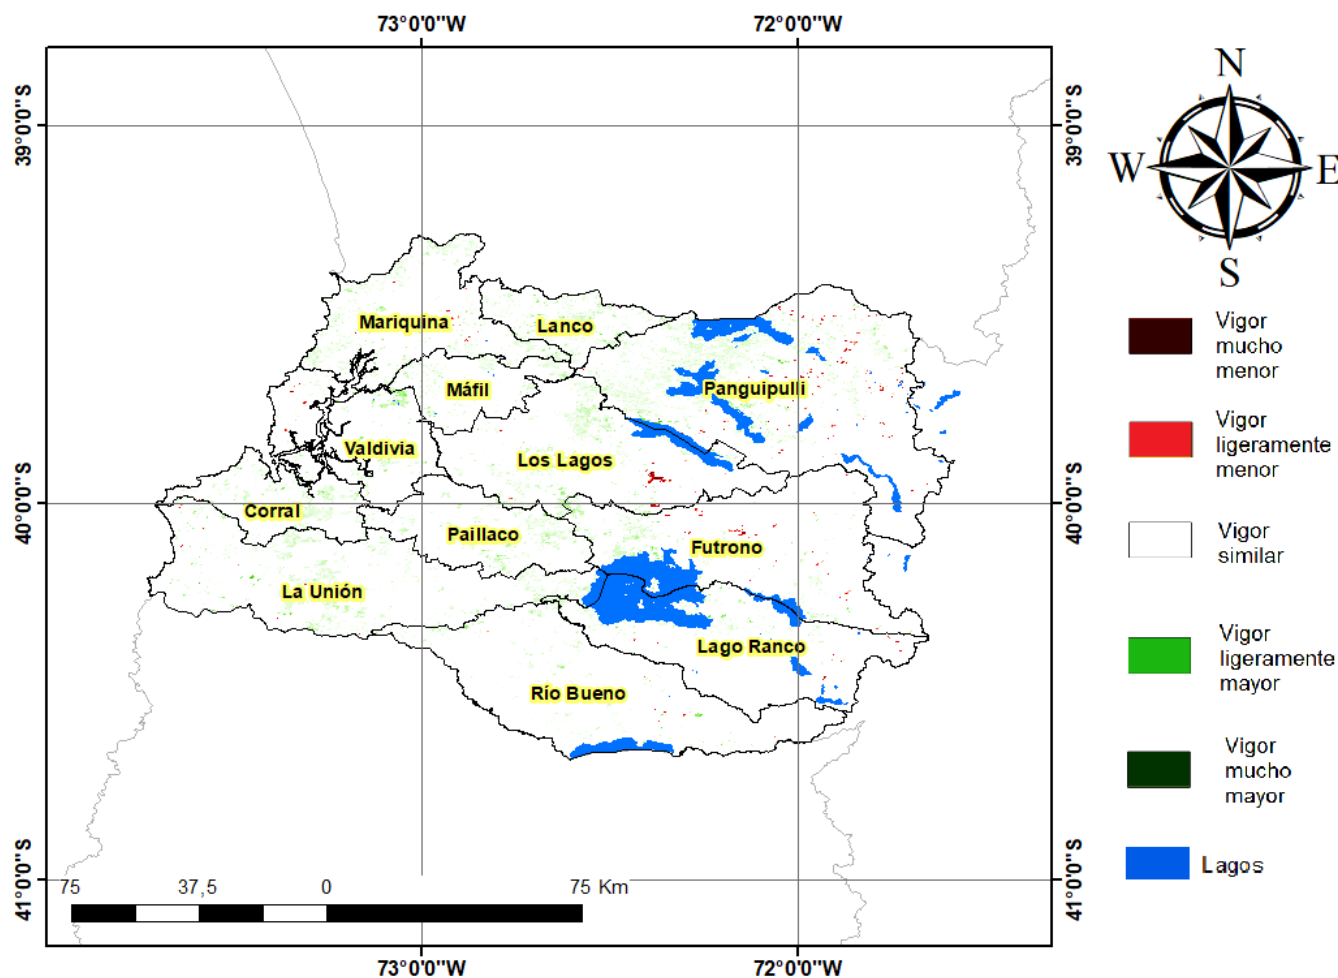 73°0'0"W
72°0'0"W
39°0'0"S
39°0'0"S
N
W
E
S
Vigor
mucho
menor
Mariquina
Lanco
Máfil
Panguipulli
Vigor
ligeramente
menor
Valdivia
Los Lagos
40°0'0"S
40°0'0"S
Corral
Paillaco
Futrono
Vigor
similar
La Unión
Lago Ranco
Vigor
ligeramente
mayor
Río Bueno
Vigor
mucho
mayor
Lagos
41°0'0"S
41°0'0"S
75 37,5 0 75 Km
73°0'0"W
72°0'0"W